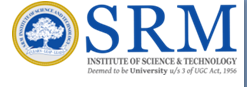 SRM
INSTITUTE OF SCIENCE & TECHNOLOGY
Deemed to be University u/s 3 of UGC Act, 1956